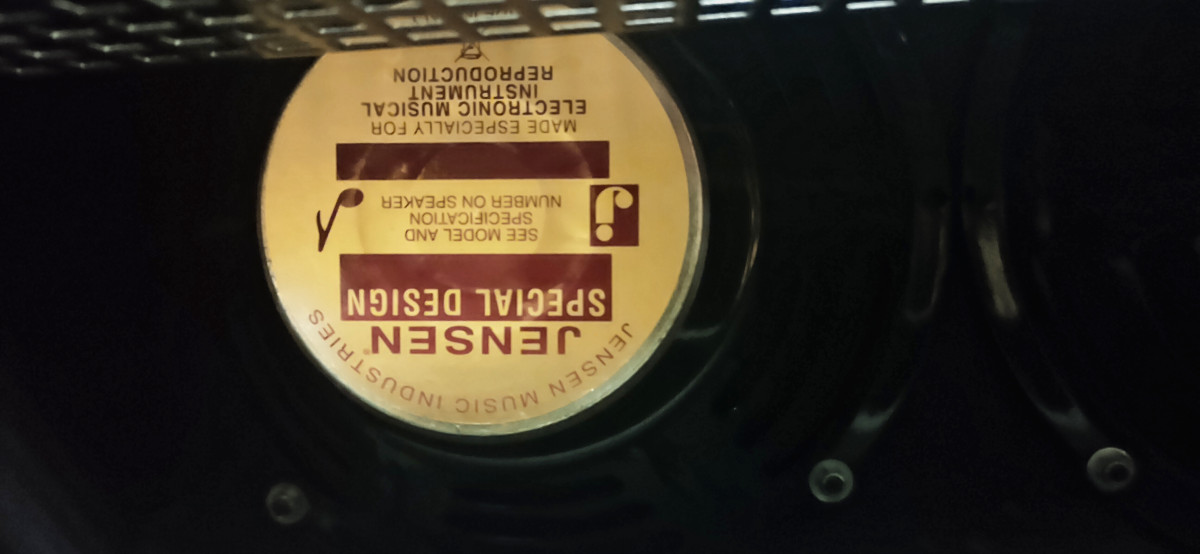 JENSEN MUSIC INDUSTRIES
JENSEN®
SPECIAL DESIGN
SEE MODEL AND
SPECIFICATION
NUMBER ON SPEAKER
MADE ESPECIALLY FOR
ELECTRONIC MUSICAL
INSTRUMENT
REPRODUCTION